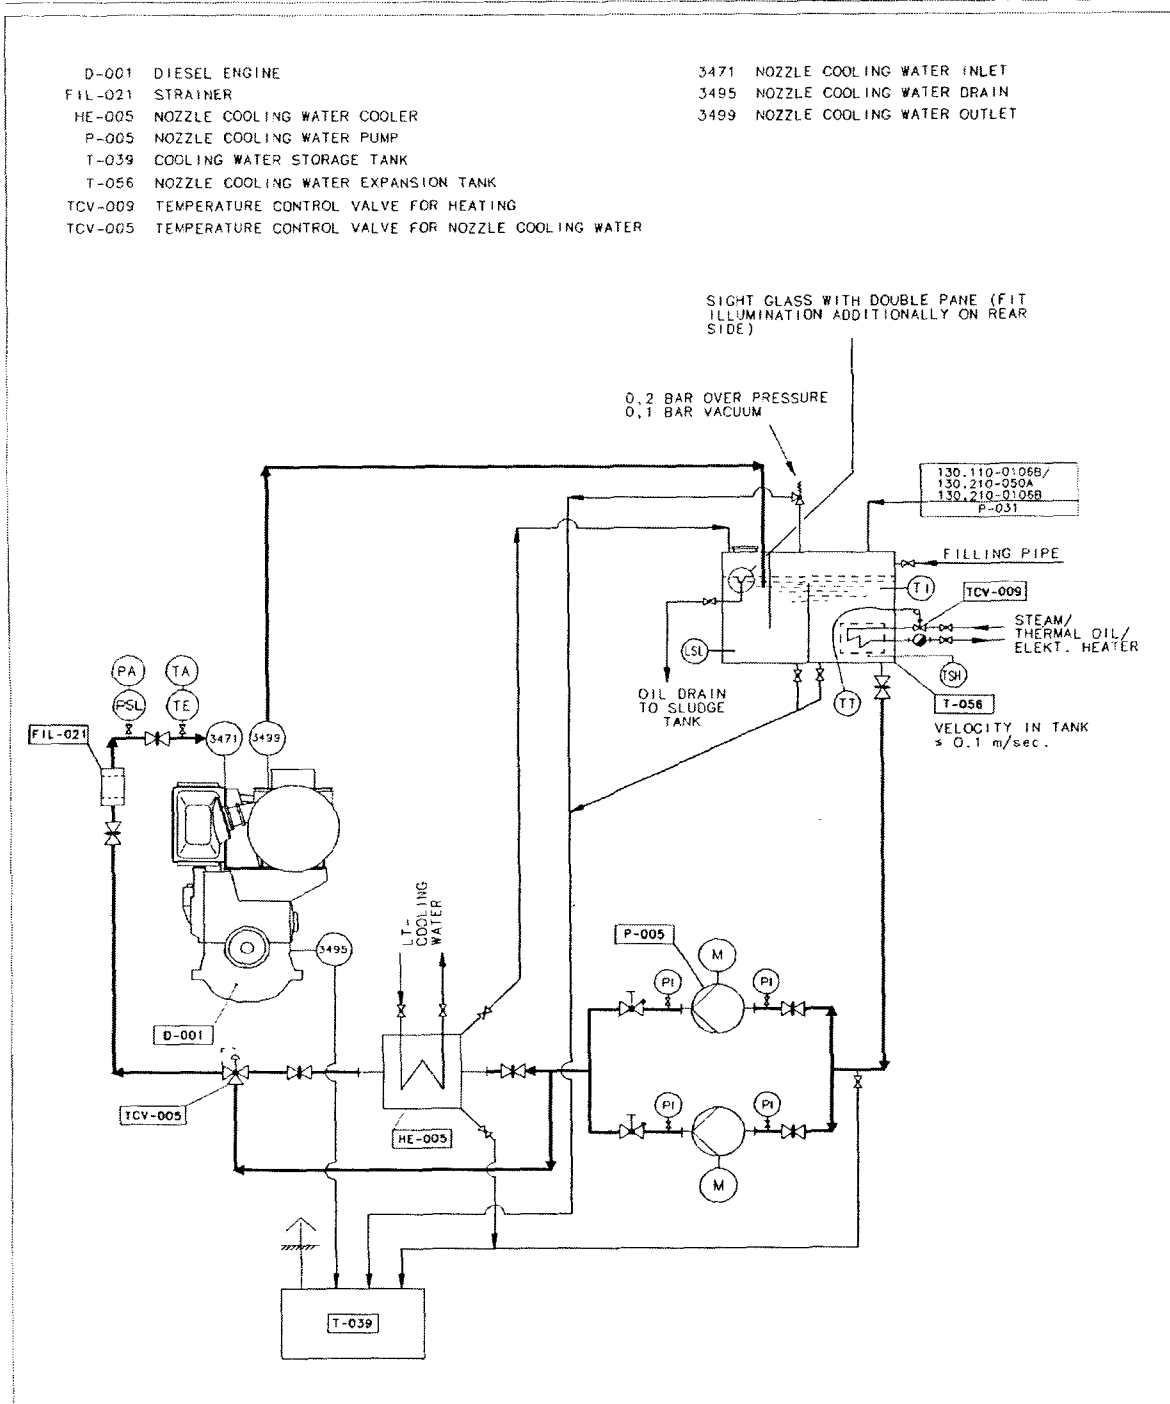 D-001 DIESEL ENGINE
FIL-021 STRAINER
HE-005 NOZZLE COOLING WATER COOLER
P-005 NOZZLE COOLING WATER PUMP
T-039 COOLING WATER STORAGE TANK
T-056 NOZZLE COOLING WATER EXPANSION TANK
TCV-009 TEMPERATURE CONTROL VALVE FOR HEATING
TCV-005 TEMPERATURE CONTROL VALVE FOR NOZZLE COOLING WATER
3471 NOZZLE COOLING WATER INLET
3495 NOZZLE COOLING WATER DRAIN
3499 NOZZLE COOLING WATER OUTLET
SIGHT GLASS WITH DOUBLE PANE (FIT
ILLUMINATION ADDITIONALLY ON REAR
SIDE)
0,2 BAR OVER PRESSURE
0,1 BAR VACUUM
130.110-0106B/
130.210-050A
130.210-0106B
P-031
FILLING PIPE
TI
TCV-009
STEAM/
THERMAL OIL/
ELEKT. HEATER
LSL
TSH
TT
OIL DRAIN
TO SLUDGE
TANK
T-056
VELOCITY IN TANK
≤ 0.1 m/sec.
PA
TA
PSL
TE
FIL-021
3471
3499
3495
LT-
COOLING
WATER
P-005
M
PI
PI
D-001
TCV-005
HE-005
PI
PI
M
T-039